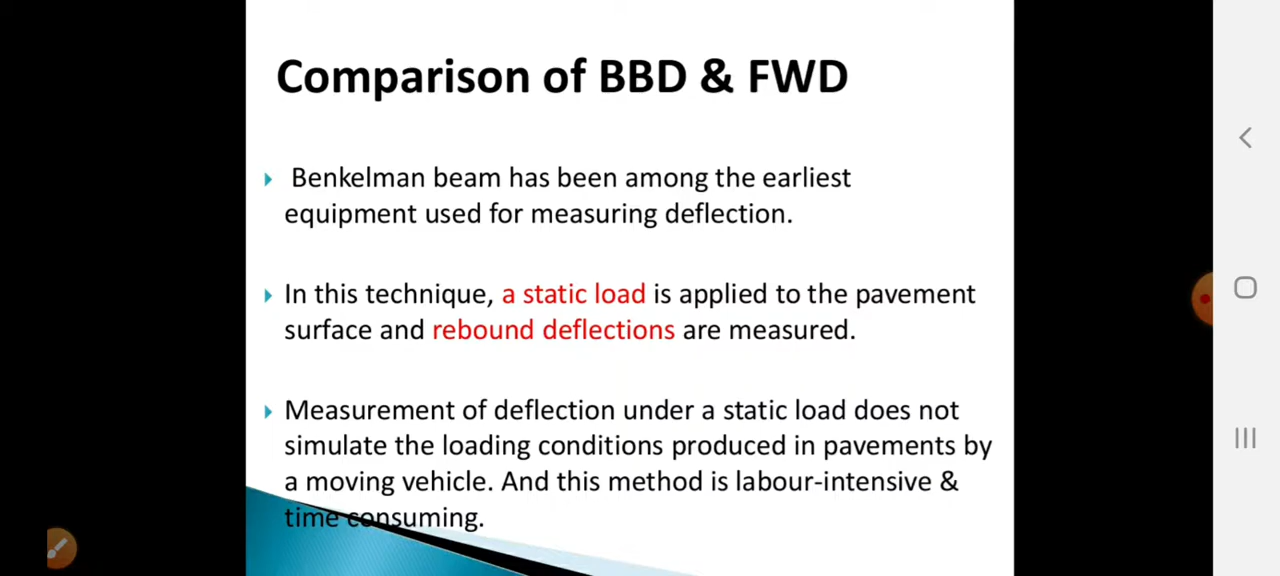 Comparison of BBD & FWD
Benkelman beam has been among the earliest
equipment used for measuring deflection.
In this technique, a static load is applied to the pavement
surface and rebound deflections are measured.
Measurement of deflection under a static load does not
simulate the loading conditions produced in pavements by
a moving vehicle. And this method is labour-intensive &
time consuming.